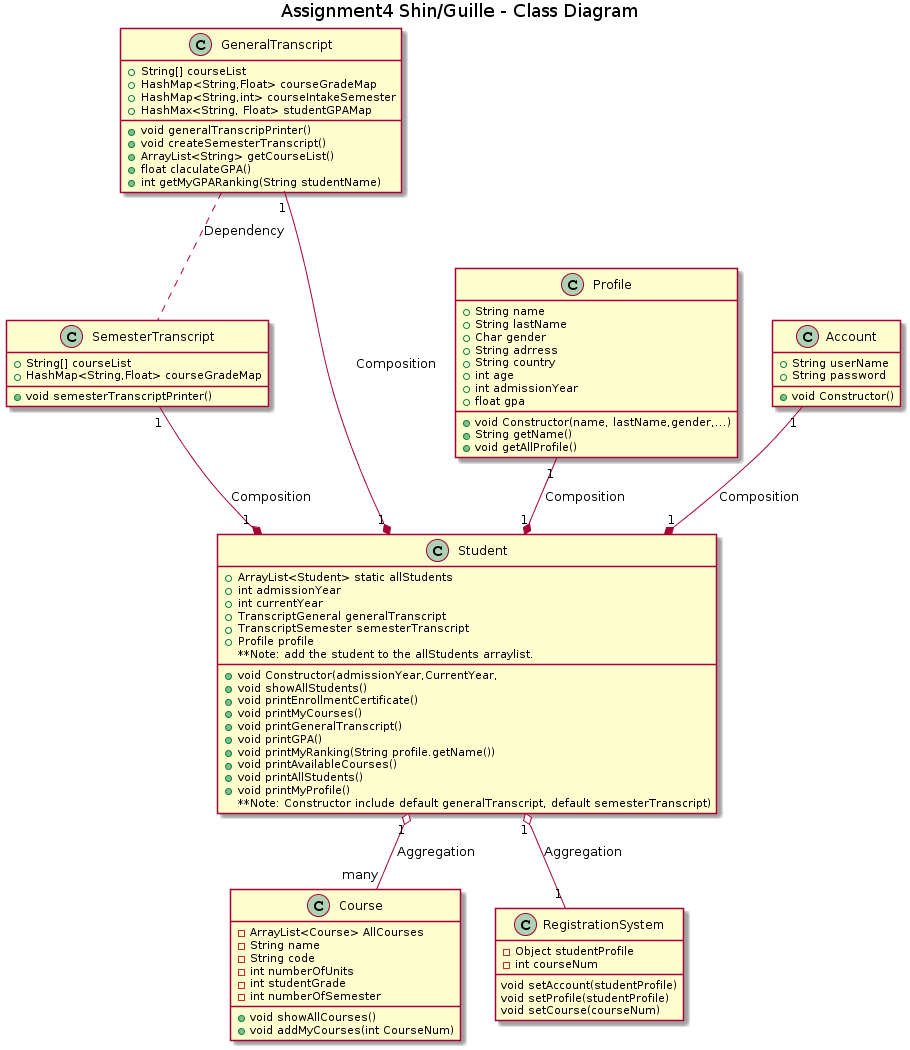 Assignment4 Shin/Guille - Class Diagram
C GeneralTranscript
String[] courseList
HashMap<String,Float> courseGradeMap
HashMap<String,int> courseIntakeSemester
HashMax<String, Float> studentGPAMap
void generalTranscripPrinter()
void createSemesterTranscript()
ArrayList<String> getCourseList()
float claculateGPA()
int getMyGPARanking(String studentName)
1
Dependency
Composition
C SemesterTranscript
String[] courseList
HashMap<String,Float> courseGradeMap
void semesterTranscriptPrinter()
1
Composition
1
1
C Profile
String name
String lastName
Char gender
String adrress
String country
int age
int admissionYear
float gpa
void Constructor(name, lastName,gender,...)
String getName()
void getAllProfile()
1
Composition
1
C Account
String userName
String password
void Constructor()
1
Composition
1
C Student
ArrayList<Student> static allStudents
int admissionYear
int currentYear
TranscriptGeneral generalTranscript
TranscriptSemester semesterTranscript
Profile profile
**Note: add the student to the allStudents arraylist.
void Constructor(admissionYear,CurrentYear,
void showAllStudents()
void printEnrollmentCertificate()
void printMyCourses()
void printGeneralTranscript()
void printGPA()
void printMyRanking(String profile.getName())
void printAvailableCourses()
void printAllStudents()
void printMyProfile()
**Note: Constructor include default generalTranscript, default semesterTranscript)
1
Aggregation
many
1
Aggregation
1
C Course
ArrayList<Course> AllCourses
String name
String code
int numberOfUnits
int studentGrade
int numberOfSemester
void showAllCourses()
void addMyCourses(int CourseNum)
C RegistrationSystem
Object studentProfile
int courseNum
void setAccount(studentProfile)
void setProfile(studentProfile)
void setCourse(courseNum)